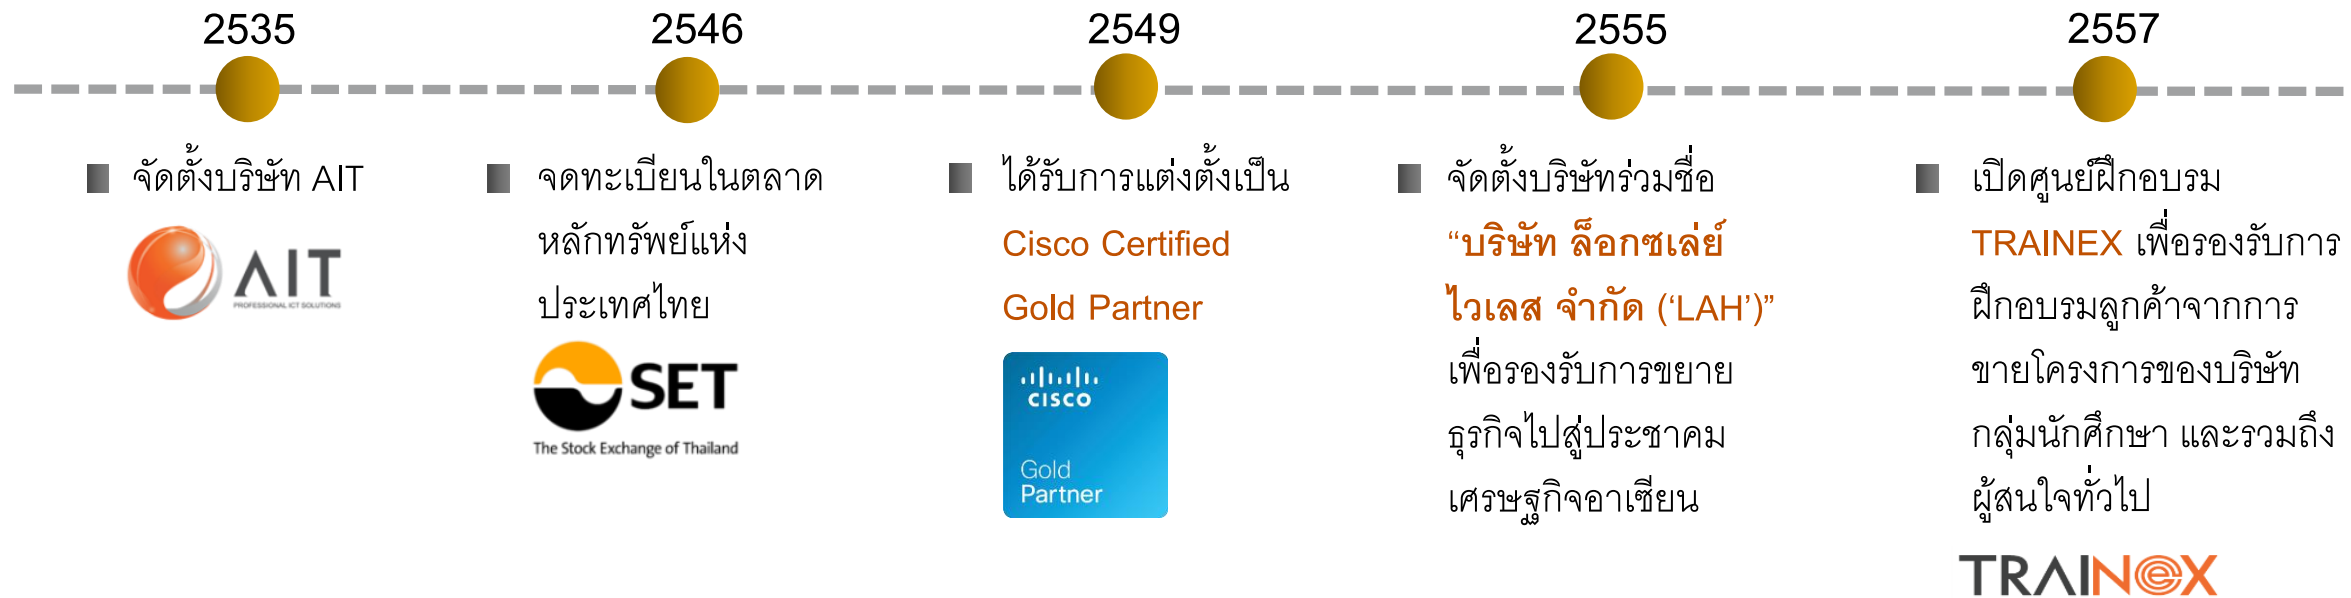 2535
จัดตั้งบริษัท AIT
AIT
PROFESSIONAL ICT SOLUTIONS
2546
จดทะเบียนในตลาด
หลักทรัพย์แห่ง
ประเทศไทย
SET
The Stock Exchange of Thailand
2549
ได้รับการแต่งตั้งเป็น
Cisco Certified
Gold Partner
CISCO
Gold
Partner
2555
จัดตั้งบริษัทร่วมชื่อ
“บริษัท ล็อกซเล่ย์
ไวเลส จำกัด (‘LAH’)”
เพื่อรองรับการขยาย
ธุรกิจไปสู่ประชาคม
เศรษฐกิจอาเซียน
2557
เปิดศูนย์ฝึกอบรม
TRAINEX เพื่อรองรับการ
ฝึกอบรมลูกค้าจากการ
ขายโครงการของบริษัท
กลุ่มนักศึกษา และรวมถึง
ผู้สนใจทั่วไป
TRAINEX